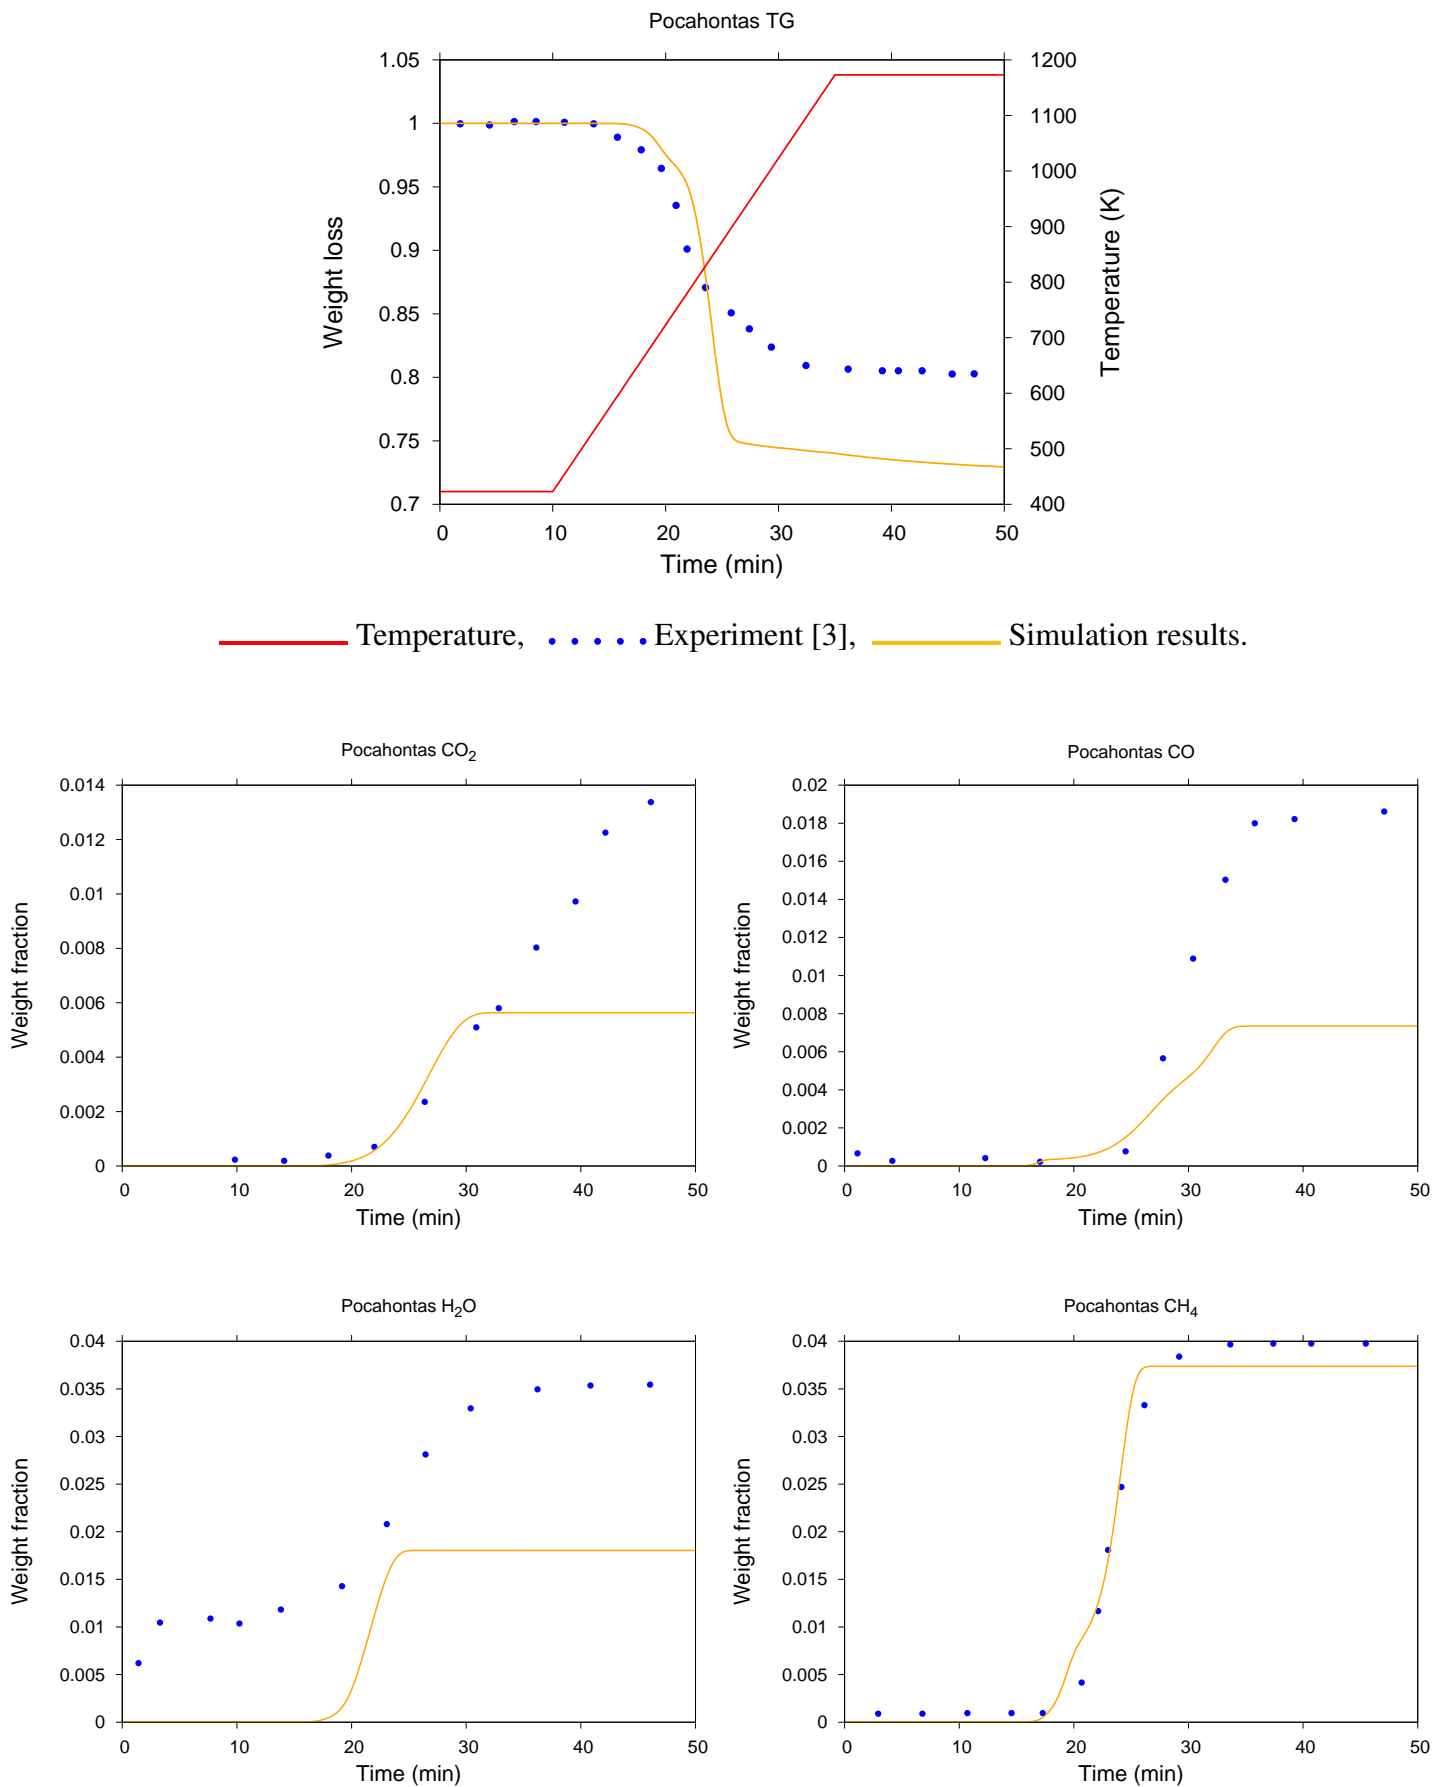 Pocahontas TG
1.05
1
0.95
0.9
0.85
0.8
0.75
0.7
Weight loss
1200
1100
1000
900
800
700
600
500
400
Temperature (K)
0 10 20 30 40 50
Time (min)
Temperature, Experiment [3], Simulation results.
Pocahontas CO₂
0.014
0.012
0.01
0.008
0.006
0.004
0.002
0
Weight fraction
0 10 20 30 40 50
Time (min)
Pocahontas CO
0.02
0.018
0.016
0.014
0.012
0.01
0.008
0.006
0.004
0.002
0
Weight fraction
0 10 20 30 40 50
Time (min)
Pocahontas H₂O
0.04
0.035
0.03
0.025
0.02
0.015
0.01
0.005
0
Weight fraction
0 10 20 30 40 50
Time (min)
Pocahontas CH₄
0.04
0.035
0.03
0.025
0.02
0.015
0.01
0.005
0
Weight fraction
0 10 20 30 40 50
Time (min)